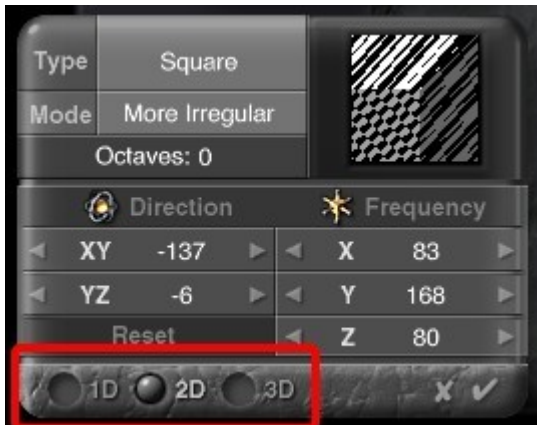 Type Square
Mode More Irregular
Octaves: 0
Direction Frequency
XY -137 X 83
YZ -6 Y 168
Reset Z 80
1D 2D 3D